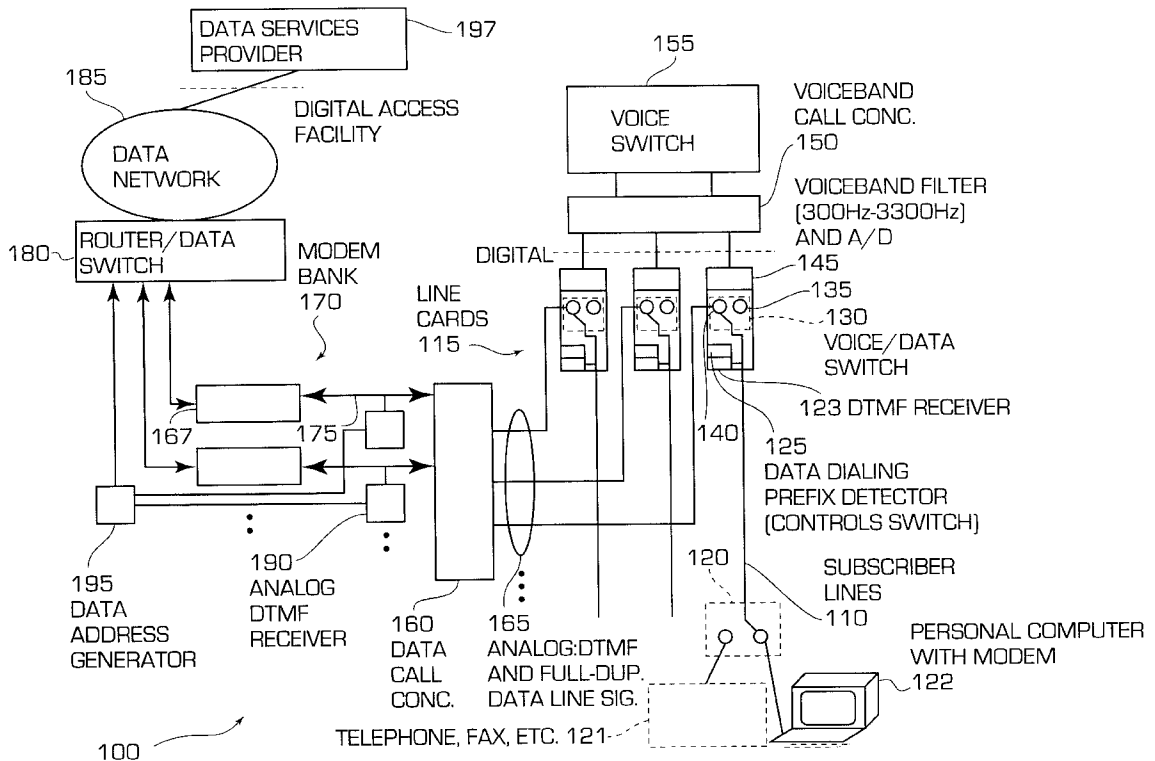 DATA SERVICES
PROVIDER
197
185
DIGITAL ACCESS
FACILITY
DATA
NETWORK
180
ROUTER/DATA
SWITCH
MODEM
BANK
170
155
VOICE
SWITCH
VOICEBAND
CALL CONC.
150
VOICEBAND FILTER
(300Hz-3300Hz)
AND A/D
145
DIGITAL
135
130
VOICE/DATA
SWITCH
LINE
CARDS
115
123 DTMF RECEIVER
140
125
DATA DIALING
PREFIX DETECTOR
(CONTROLS SWITCH)
167
175
195
DATA
ADDRESS
GENERATOR
190
ANALOG
DTMF
RECEIVER
160
DATA
CALL
CONC.
165
ANALOG:DTMF
AND FULL-DUP.
DATA LINE SIG.
120
SUBSCRIBER
LINES
110
PERSONAL COMPUTER
WITH MODEM
122
TELEPHONE, FAX, ETC. 121
100